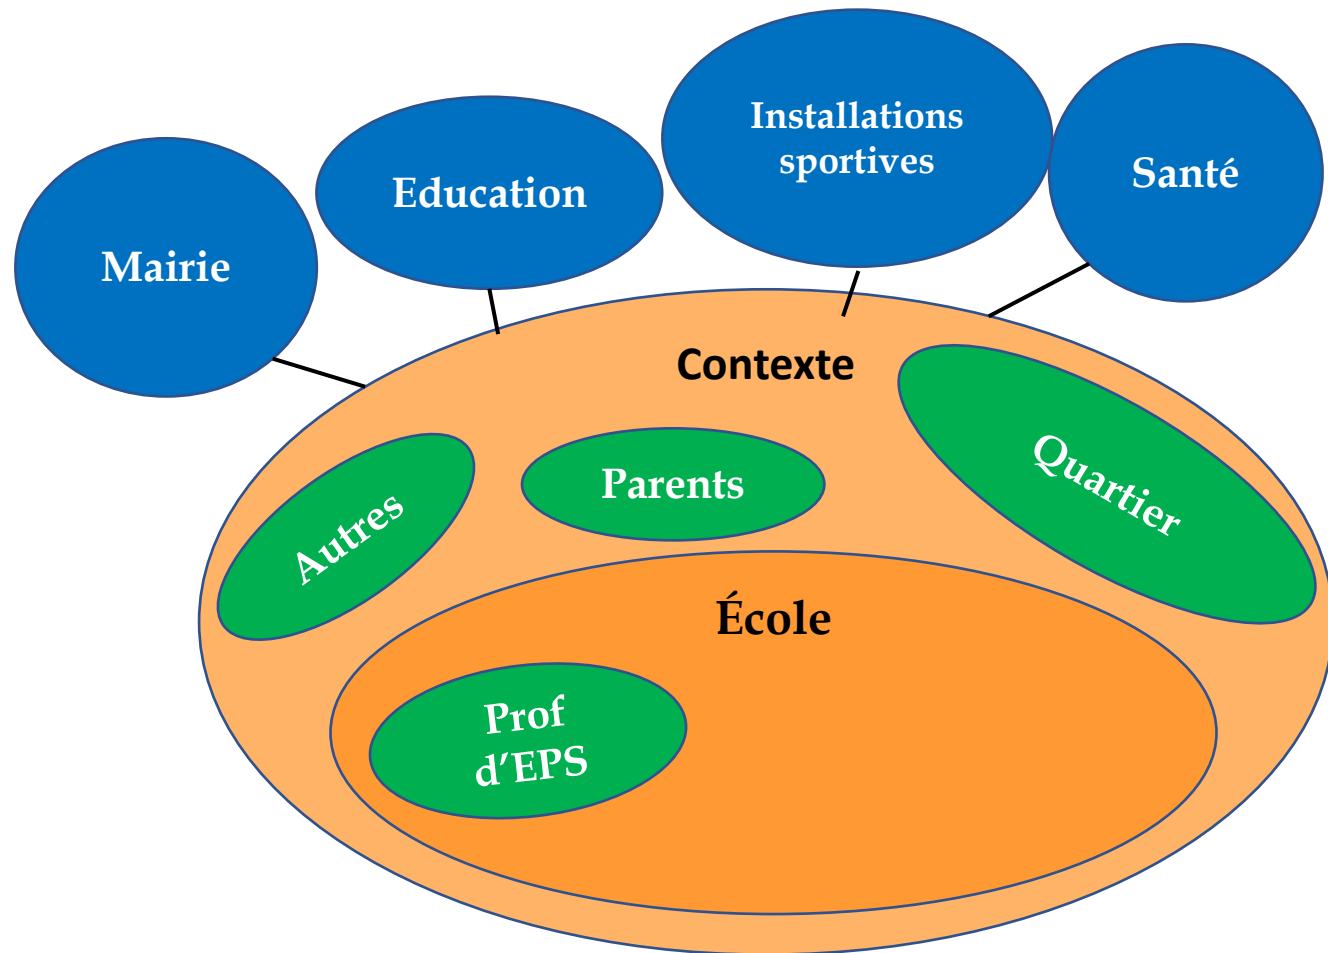 Installations
sportives
Santé
Education
Mairie
Contexte
Parents
Quartier
Autres
École
Prof
d’EPS